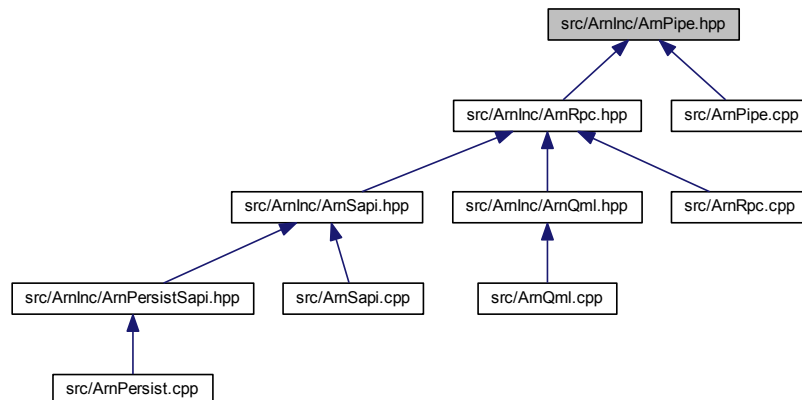 src/ArnInc/ArnPipe.hpp
src/ArnInc/ArnRpc.hpp
src/ArnPipe.cpp
src/ArnInc/ArnSapi.hpp
src/ArnInc/ArnQml.hpp
src/ArnRpc.cpp
src/ArnInc/ArnPersistSapi.hpp
src/ArnSapi.cpp
src/ArnQml.cpp
src/ArnPersist.cpp